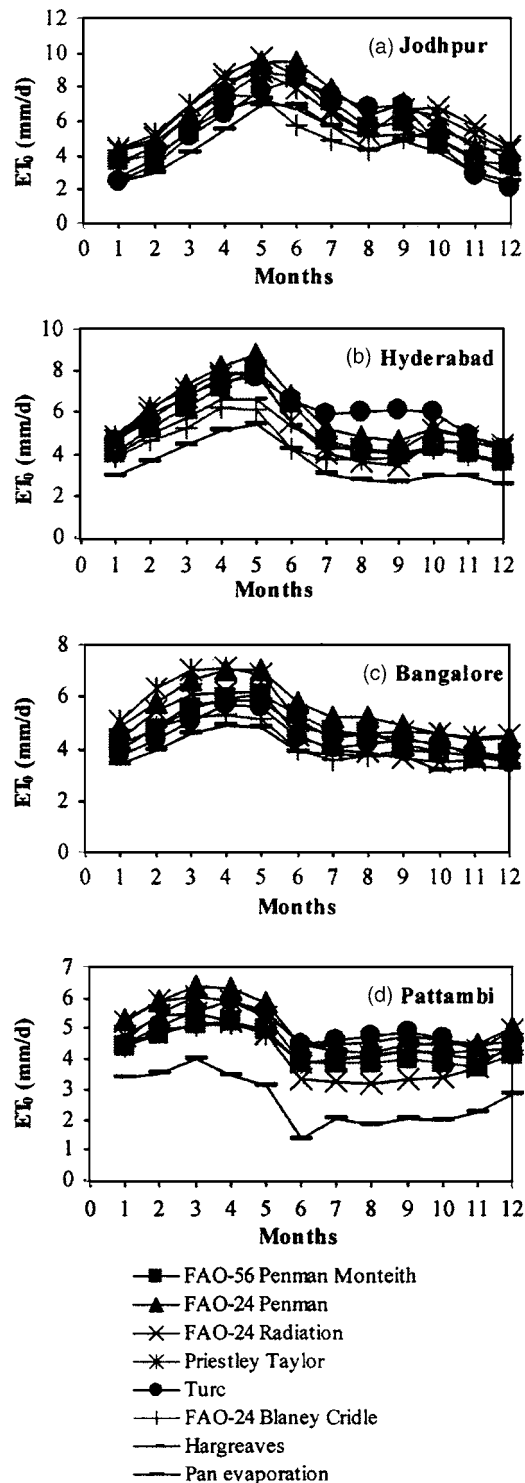 (a) Jodhpur
ET0 (mm/d)
12
10
8
6
4
2
0
0 1 2 3 4 5 6 7 8 9 10 11 12
Months
(b) Hyderabad
ET0 (mm/d)
10
8
6
4
2
0
0 1 2 3 4 5 6 7 8 9 10 11 12
Months
(c) Bangalore
ET0 (mm/d)
8
6
4
2
0
0 1 2 3 4 5 6 7 8 9 10 11 12
Months
(d) Pattambi
ET0 (mm/d)
7
6
5
4
3
2
1
0
0 1 2 3 4 5 6 7 8 9 10 11 12
Months
FAO-56 Penman Monteith
FAO-24 Penman
FAO-24 Radiation
Priestley Taylor
Turc
FAO-24 Blaney Cridle
Hargreaves
Pan evaporation